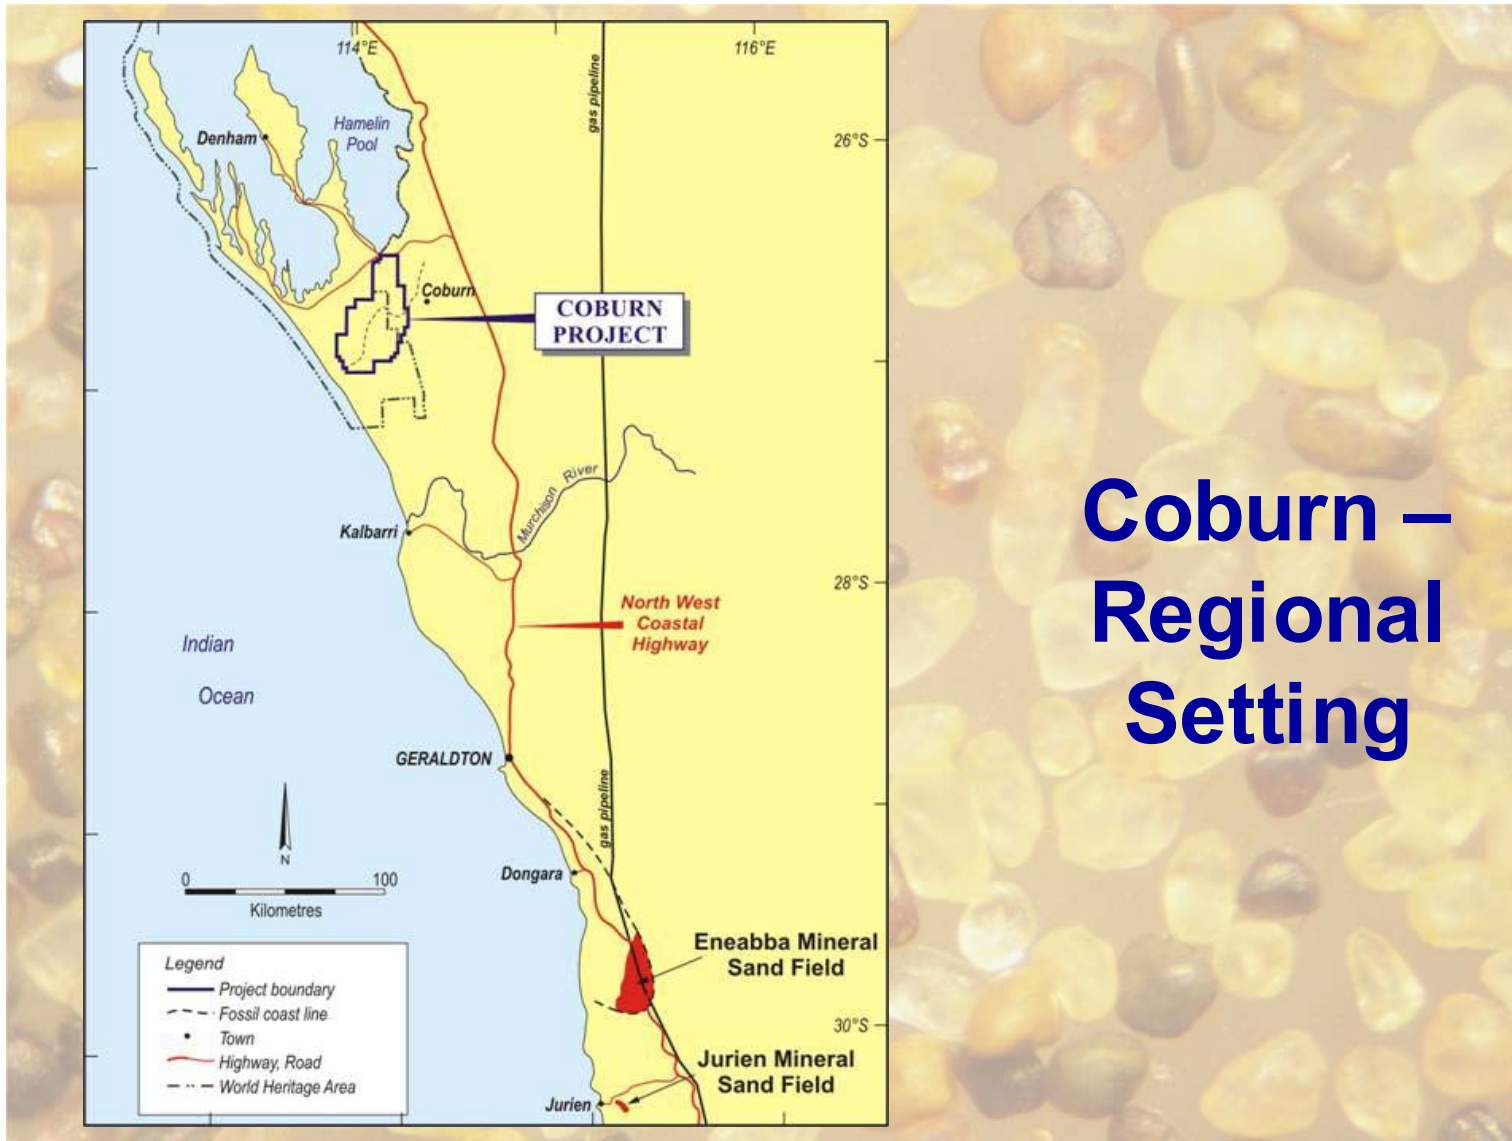 114°E
116°E
gas pipeline
Hamelin
Pool
Denham
26°S
Coburn
COBURN
PROJECT
Murchison River
Kalbarri
28°S
North West
Coastal
Highway
Indian
Ocean
GERALDTON
gas pipeline
N
0 100
Kilometres
Dongara
Eneabba Mineral
Sand Field
30°S
Jurien Mineral
Sand Field
Jurien
Legend
Project boundary
Fossil coast line
Town
Highway, Road
World Heritage Area
Coburn –
Regional
Setting